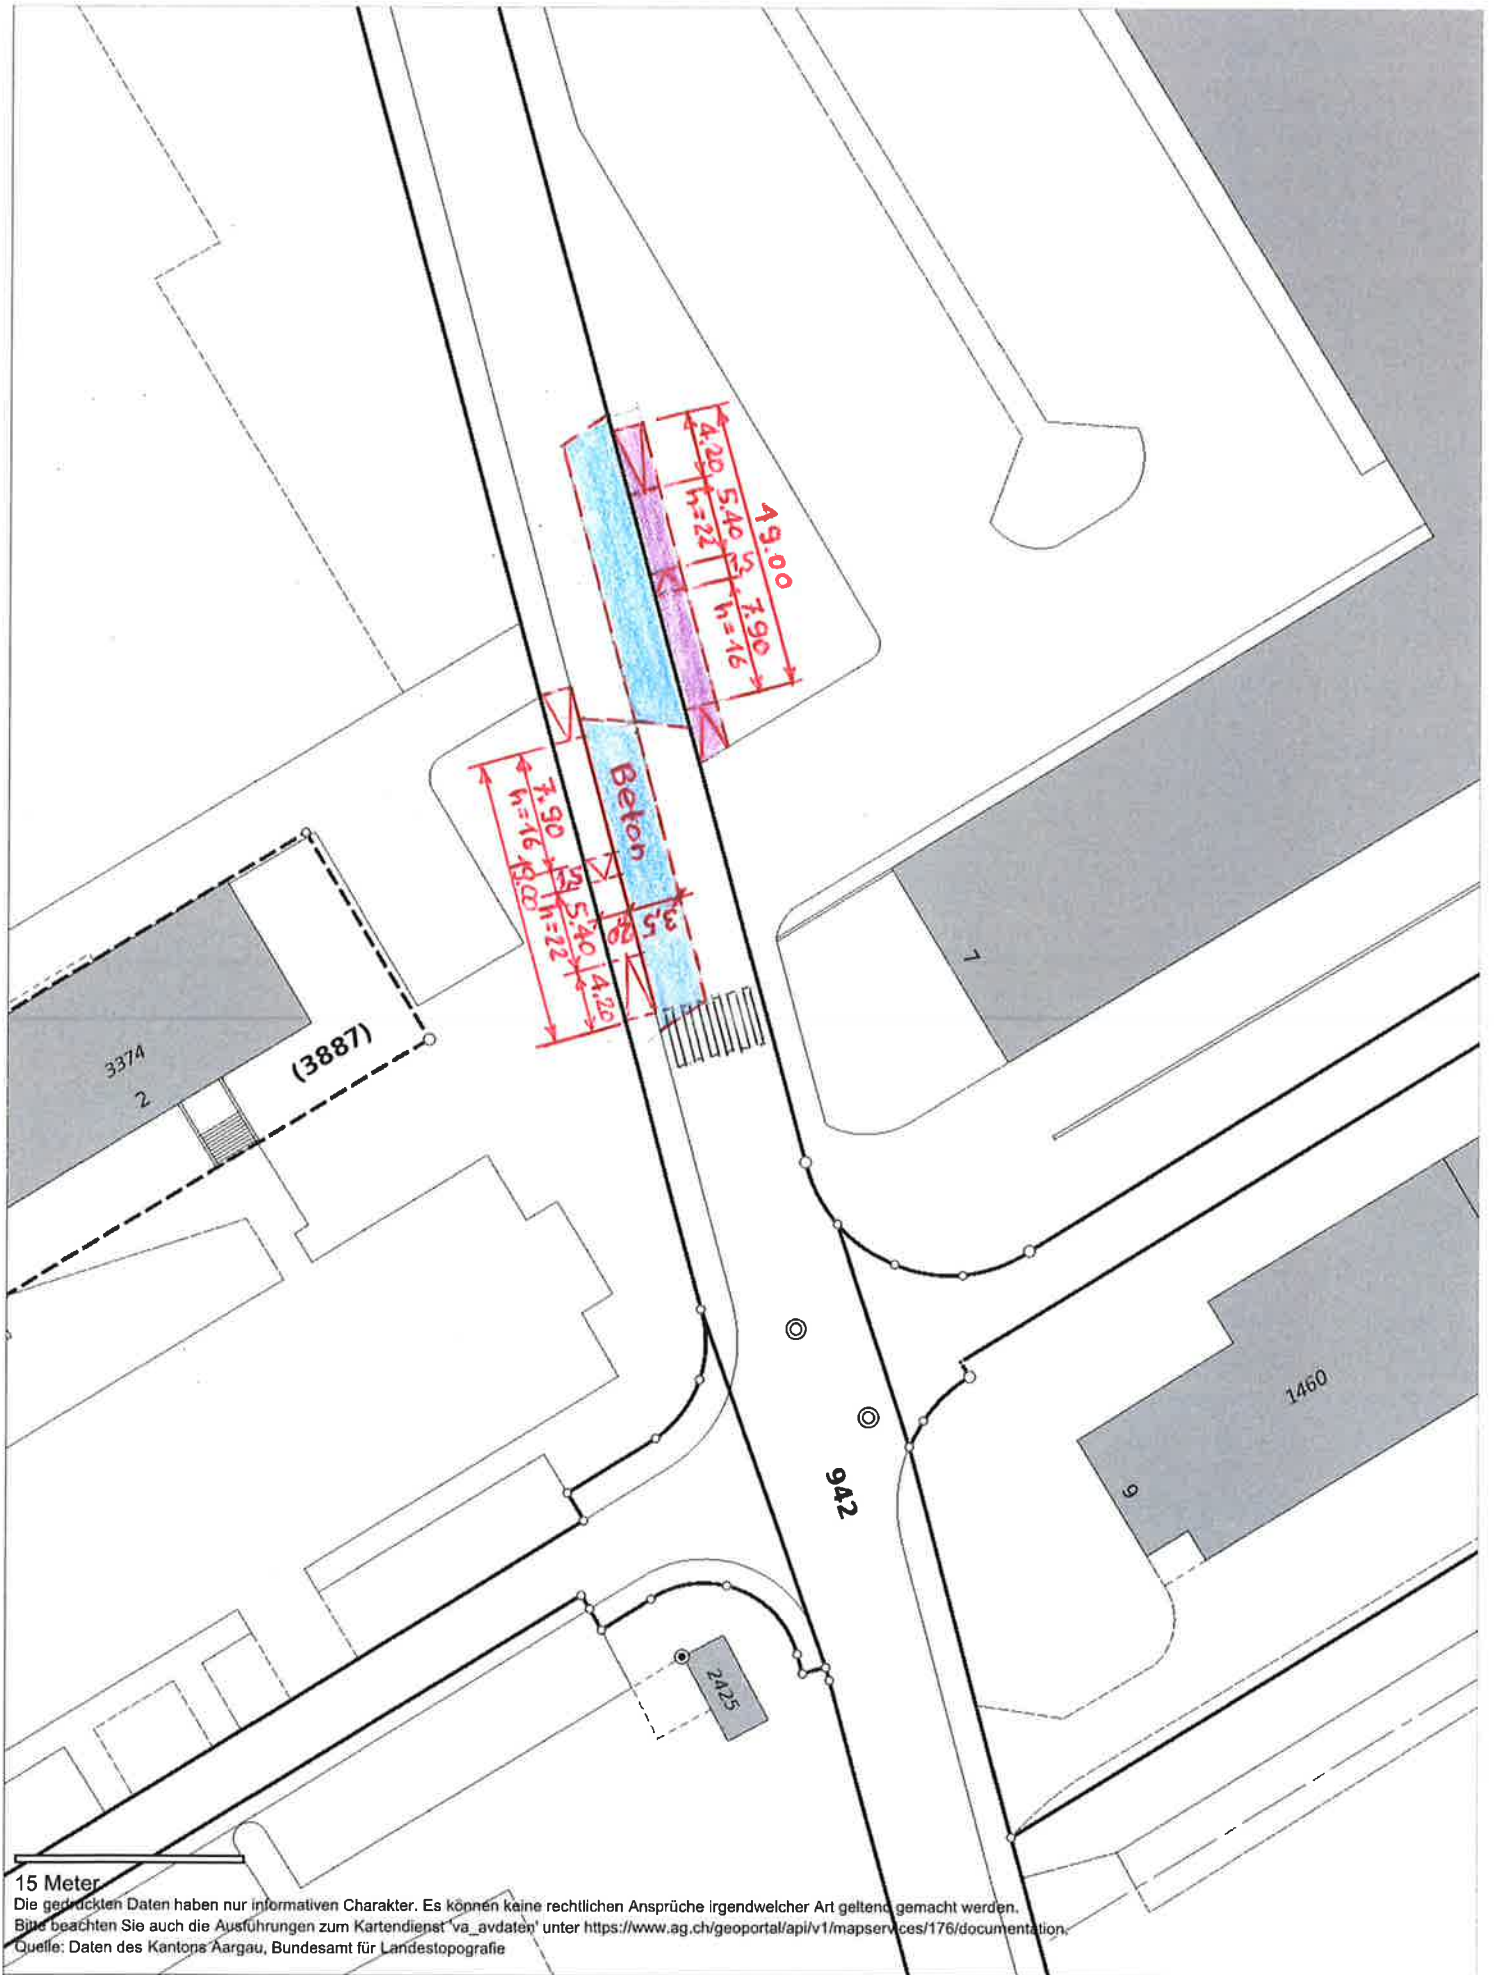 4.20
5.40
1.5
7.90
h=22
h=16
19.00
Beton
7.90
h=16
1.5
5.40
4.20
h=22
19.00
3,5
3374
2
(3887)
7
1460
9
942
2425
15 Meter
Die gedruckten Daten haben nur informativen Charakter. Es können keine rechtlichen Ansprüche irgendwelcher Art geltend gemacht werden.
Bitte beachten Sie auch die Ausführungen zum Kartendienst 'va_avdaten' unter https://www.ag.ch/geoportal/api/v1/mapservices/176/documentation.
Quelle: Daten des Kantons Aargau, Bundesamt für Landestopografie